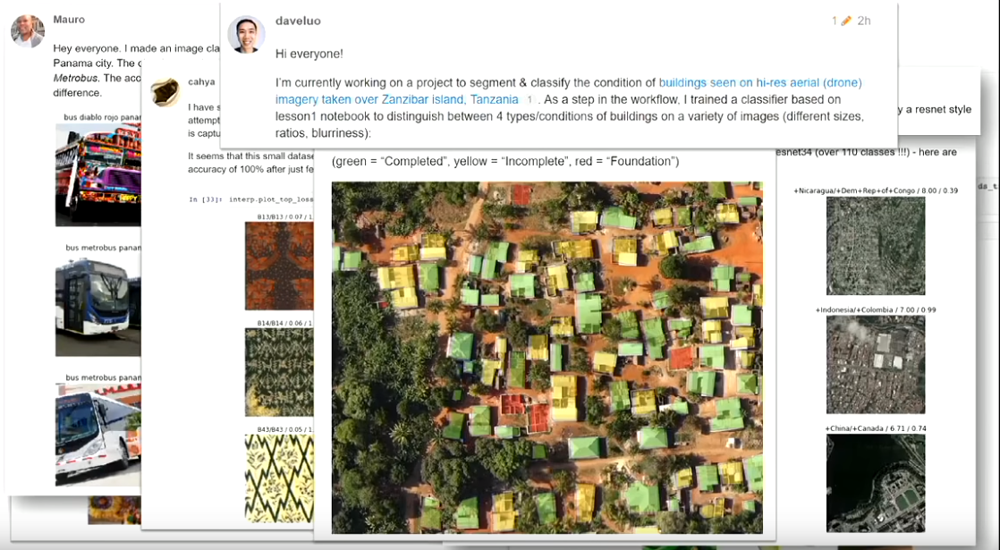 Mauro
Hey everyone. I made an image cla
Panama city. The c
Metrobus. The acc
difference.
bus diablo rojo panar
bus metrobus panan
bus metrobus panan
cahya
I have s
attempt
is captu
It seems that this small datase
accuracy of 100% after just fe
In [33]: interp.plot_top_loss
B13/B13 / 0.07 / 1.
B14/B14 / 0.06 / 1
B43/B43 / 0.05 / 1.
daveluo
1 2h
Hi everyone!
I'm currently working on a project to segment & classify the condition of buildings seen on hi-res aerial (drone)
imagery taken over Zanzibar island, Tanzania 1 . As a step in the workflow, I trained a classifier based on
lesson1 notebook to distinguish between 4 types/conditions of buildings on a variety of images (different sizes,
ratios, blurriness):
(green = “Completed”, yellow = “Incomplete”, red = “Foundation”)
y a resnet style
esnet34 (over 110 classes !!!) - here are
da_t
+Nicaragua/+Dem+Rep+of+Congo / 8.00 / 0.39
+Indonesia/+Colombia / 7.00 / 0.99
+China/+Canada / 6.71 / 0.74